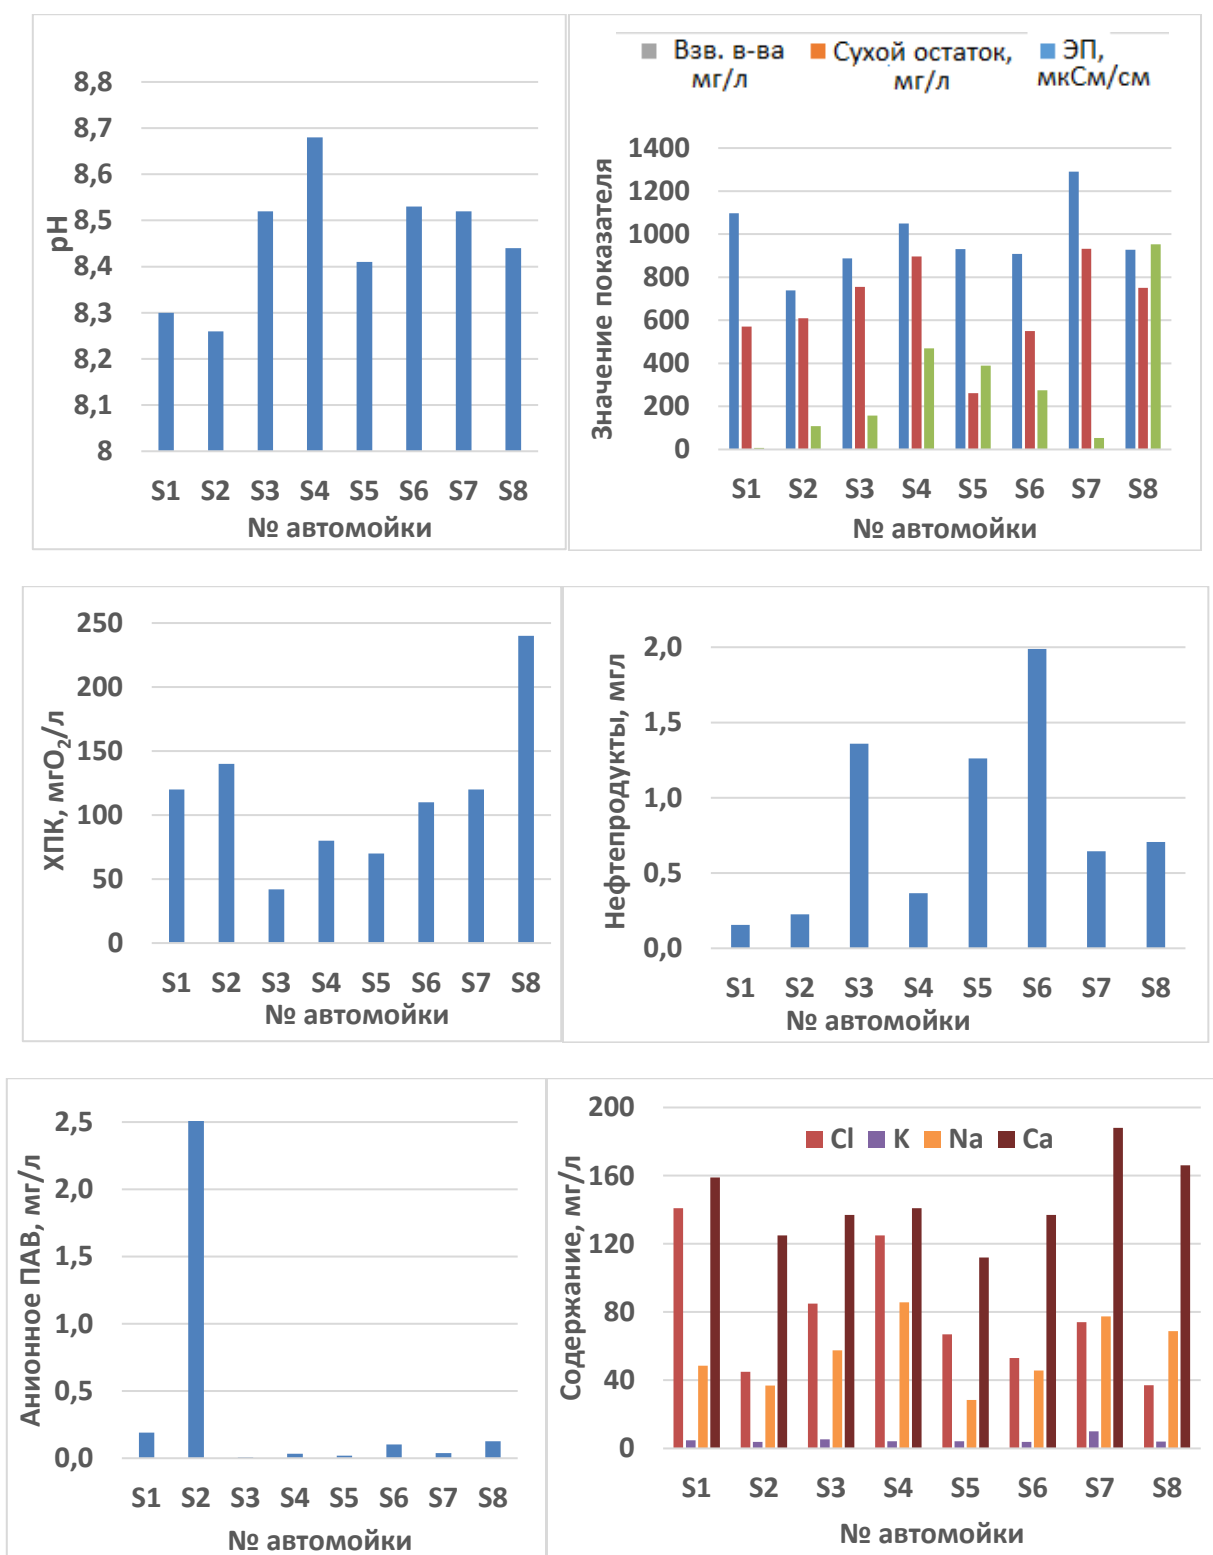 8,8
8,7
8,6
8,5
8,4
8,3
8,2
8,1
8
pH
S1 S2 S3 S4 S5 S6 S7 S8
№ автомойки
Взв. в-ва мг/л
Сухой остаток, мг/л
ЭП, мкСм/см
1400
1200
1000
800
600
400
200
0
Значение показателя
S1 S2 S3 S4 S5 S6 S7 S8
№ автомойки
250
200
150
100
50
0
ХПК, мгO₂/л
S1 S2 S3 S4 S5 S6 S7 S8
№ автомойки
2,0
1,5
1,0
0,5
0,0
Нефтепродукты, мгл
S1 S2 S3 S4 S5 S6 S7 S8
№ автомойки
2,5
2,0
1,5
1,0
0,5
0,0
Анионное ПАВ, мг/л
S1 S2 S3 S4 S5 S6 S7 S8
№ автомойки
200
160
120
80
40
0
Содержание, мг/л
Cl K Na Ca
S1 S2 S3 S4 S5 S6 S7 S8
№ автомойки